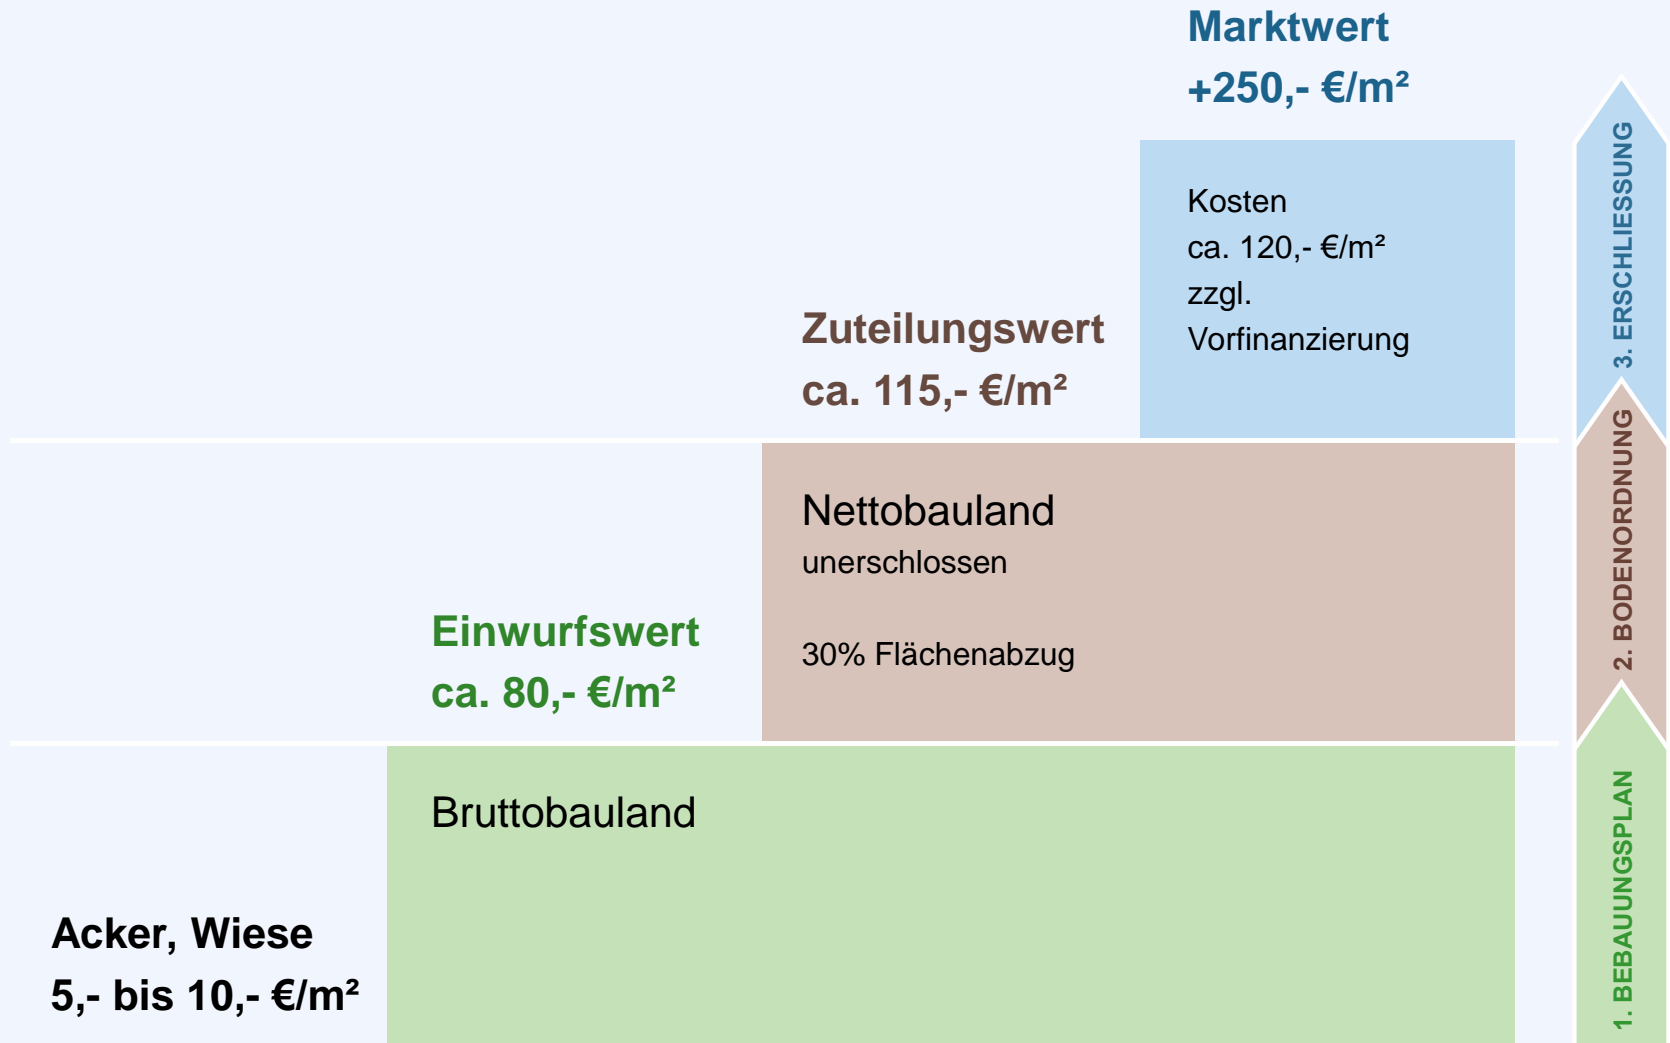 Marktwert
+250,- €/m²
Kosten
ca. 120,- €/m²
zzgl.
Vorfinanzierung
Zuteilungswert
ca. 115,- €/m²
Nettobauland
unerschlossen
30% Flächenabzug
Einwurfswert
ca. 80,- €/m²
Bruttobauland
Acker, Wiese
5,- bis 10,- €/m²
3. ERSCHLIESSUNG
2. BODENORDNUNG
1. BEBAUUNGSPLAN